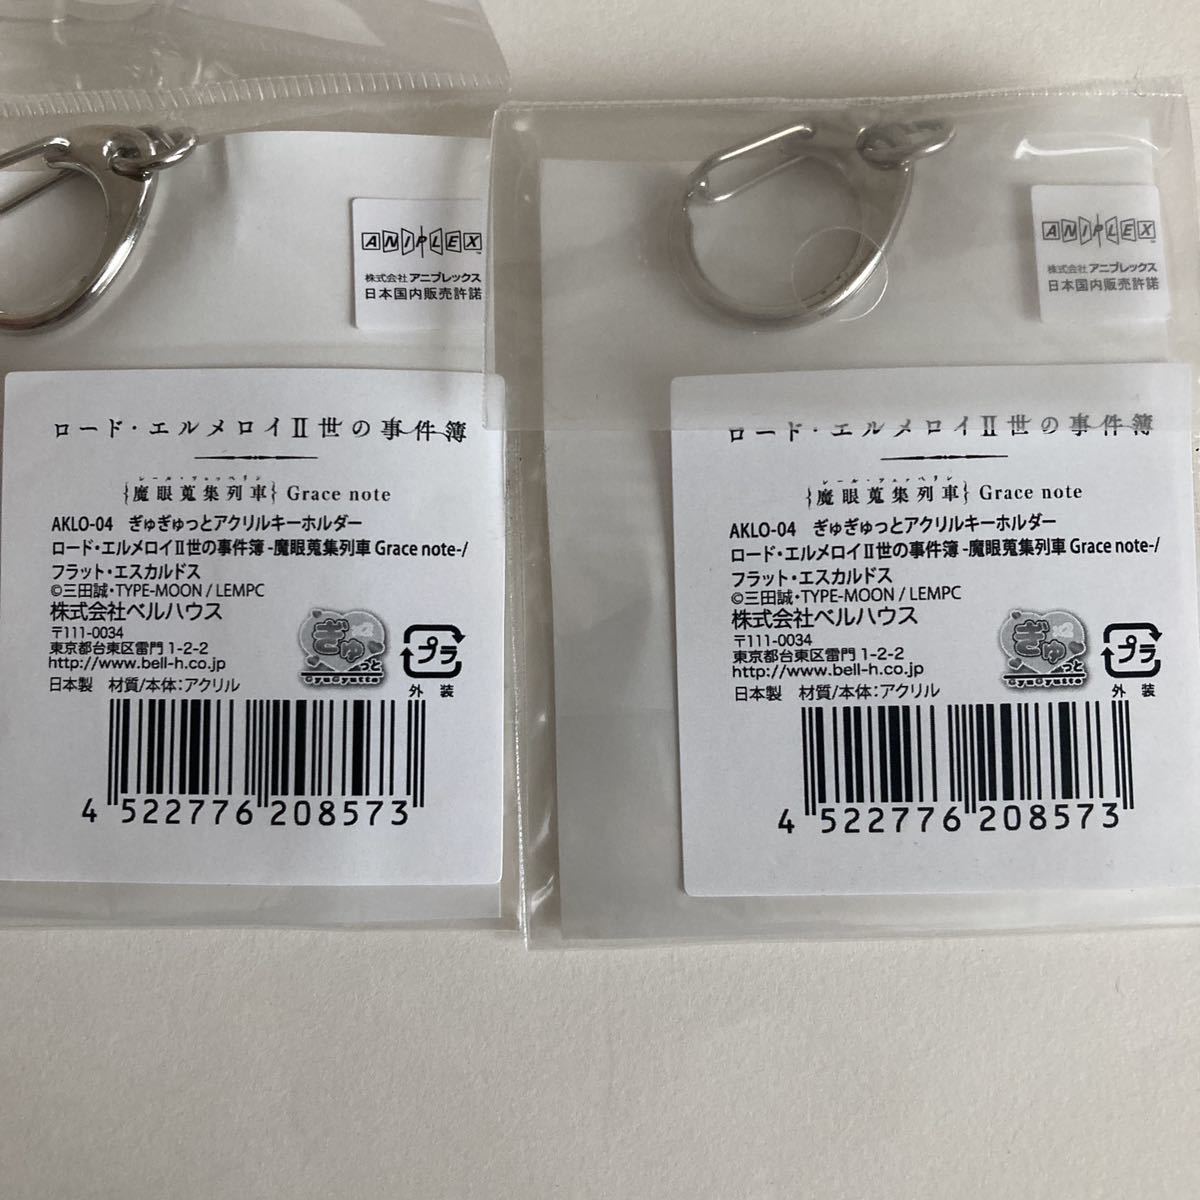 ANIPLEX
株式会社アニプレックス
日本国内販売許諾
ロード・エルメロイⅡ世の事件簿
レール・ツェッペリン
{魔眼蒐集列車} Grace note
AKLO-04　ぎゅぎゅっとアクリルキーホルダー
ロード・エルメロイⅡ世の事件簿 -魔眼蒐集列車 Grace note-/
フラット・エスカルドス
©三田誠・TYPE-MOON / LEMPC
株式会社ベルハウス
〒111-0034
東京都台東区雷門 1-2-2
http://www.bell-h.co.jp
日本製　材質/本体：アクリル
ぎゅっと
GyuGyutto
プラ
外装
4 522776 208573
ANIPLEX
株式会社アニプレックス
日本国内販売許諾
ロード・エルメロイⅡ世の事件簿
レール・ツェッペリン
{魔眼蒐集列車} Grace note
AKLO-04　ぎゅぎゅっとアクリルキーホルダー
ロード・エルメロイⅡ世の事件簿 -魔眼蒐集列車 Grace note-/
フラット・エスカルドス
©三田誠・TYPE-MOON / LEMPC
株式会社ベルハウス
〒111-0034
東京都台東区雷門 1-2-2
http://www.bell-h.co.jp
日本製　材質/本体：アクリル
ぎゅっと
GyuGyutto
プラ
外装
4 522776 208573